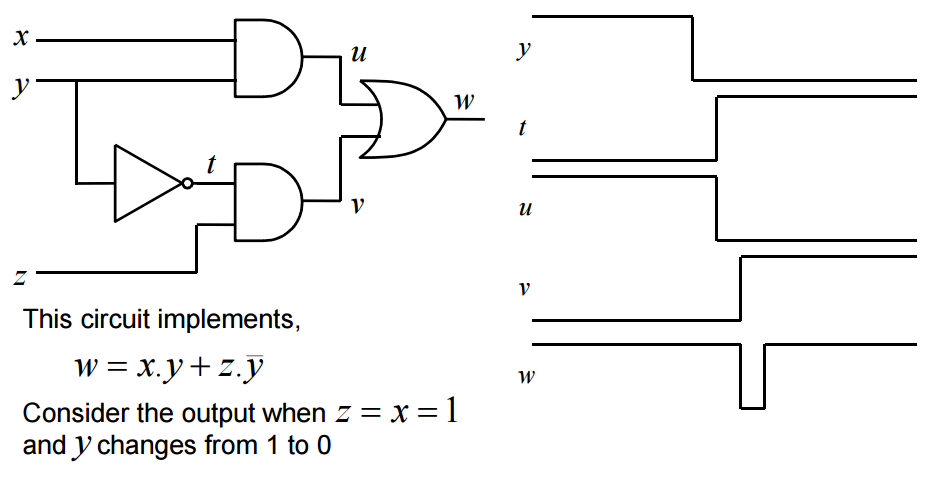 x
y
z
t
u
v
w
This circuit implements,
w = x.y + z.ȳ
Consider the output when z = x = 1
and y changes from 1 to 0
y
t
u
v
w